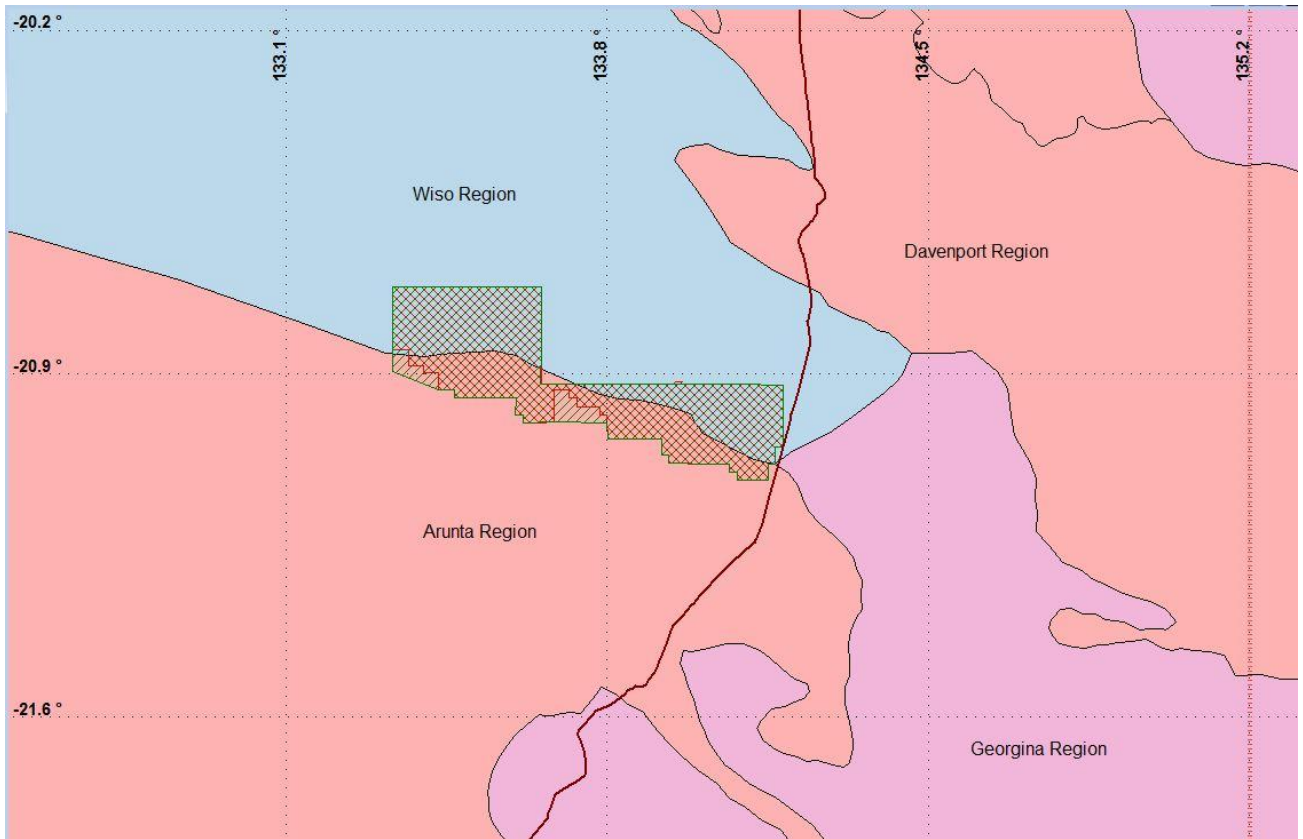 -20.2 °
133.1 °
133.8 °
134.5 °
135.2 °
Wiso Region
Davenport Region
-20.9 °
Arunta Region
-21.6 °
Georgina Region